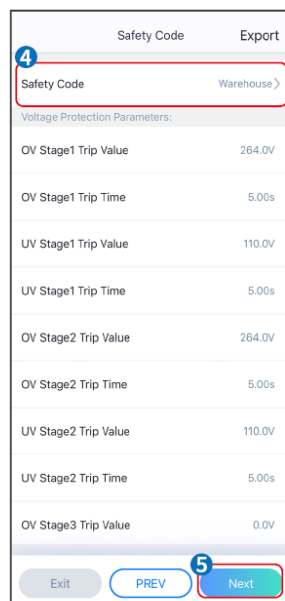 Safety Code Export
4
Safety Code Warehouse >
Voltage Protection Parameters:
OV Stage1 Trip Value 264.0V
OV Stage1 Trip Time 5.00s
UV Stage1 Trip Value 110.0V
UV Stage1 Trip Time 5.00s
OV Stage2 Trip Value 264.0V
OV Stage2 Trip Time 5.00s
UV Stage2 Trip Value 110.0V
UV Stage2 Trip Time 5.00s
OV Stage3 Trip Value 0.0V
5
Exit PREV Next